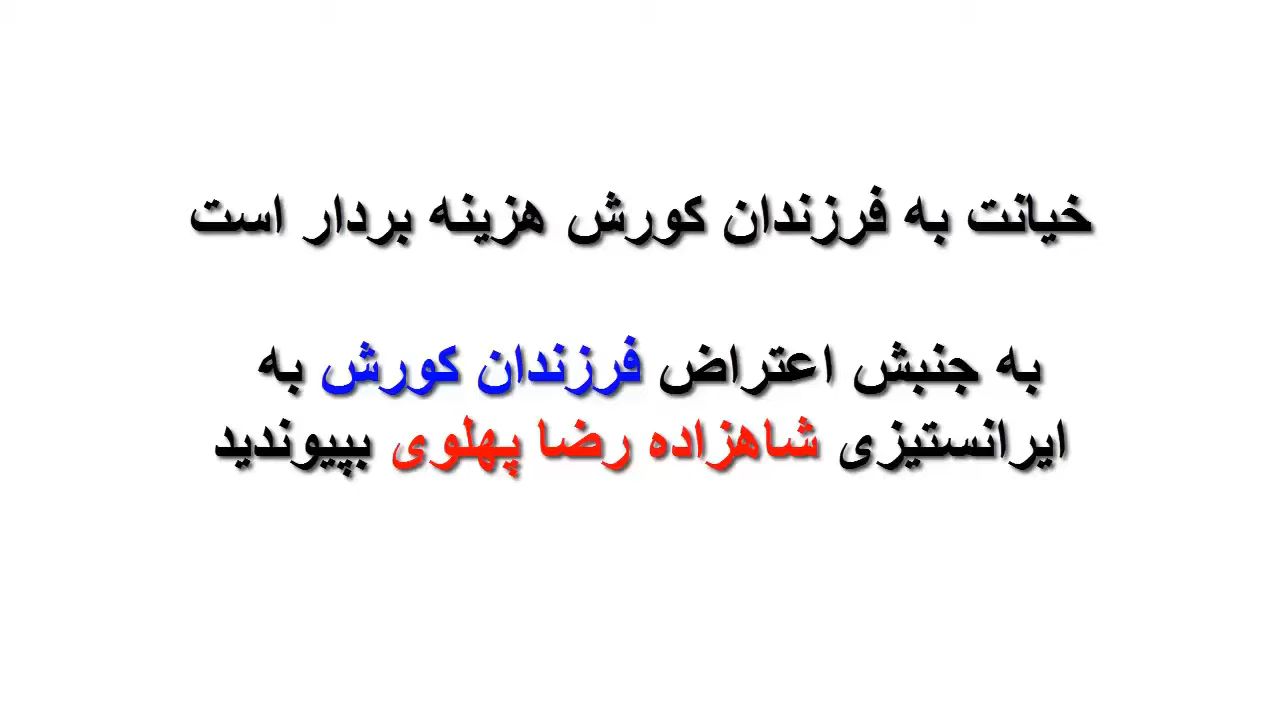 خیانت به فرزندان کورش هزینه بردار است
به جنبش اعتراض فرزندان کورش به
ایرانستیزی شاهزاده رضا پهلوی بپیوندید